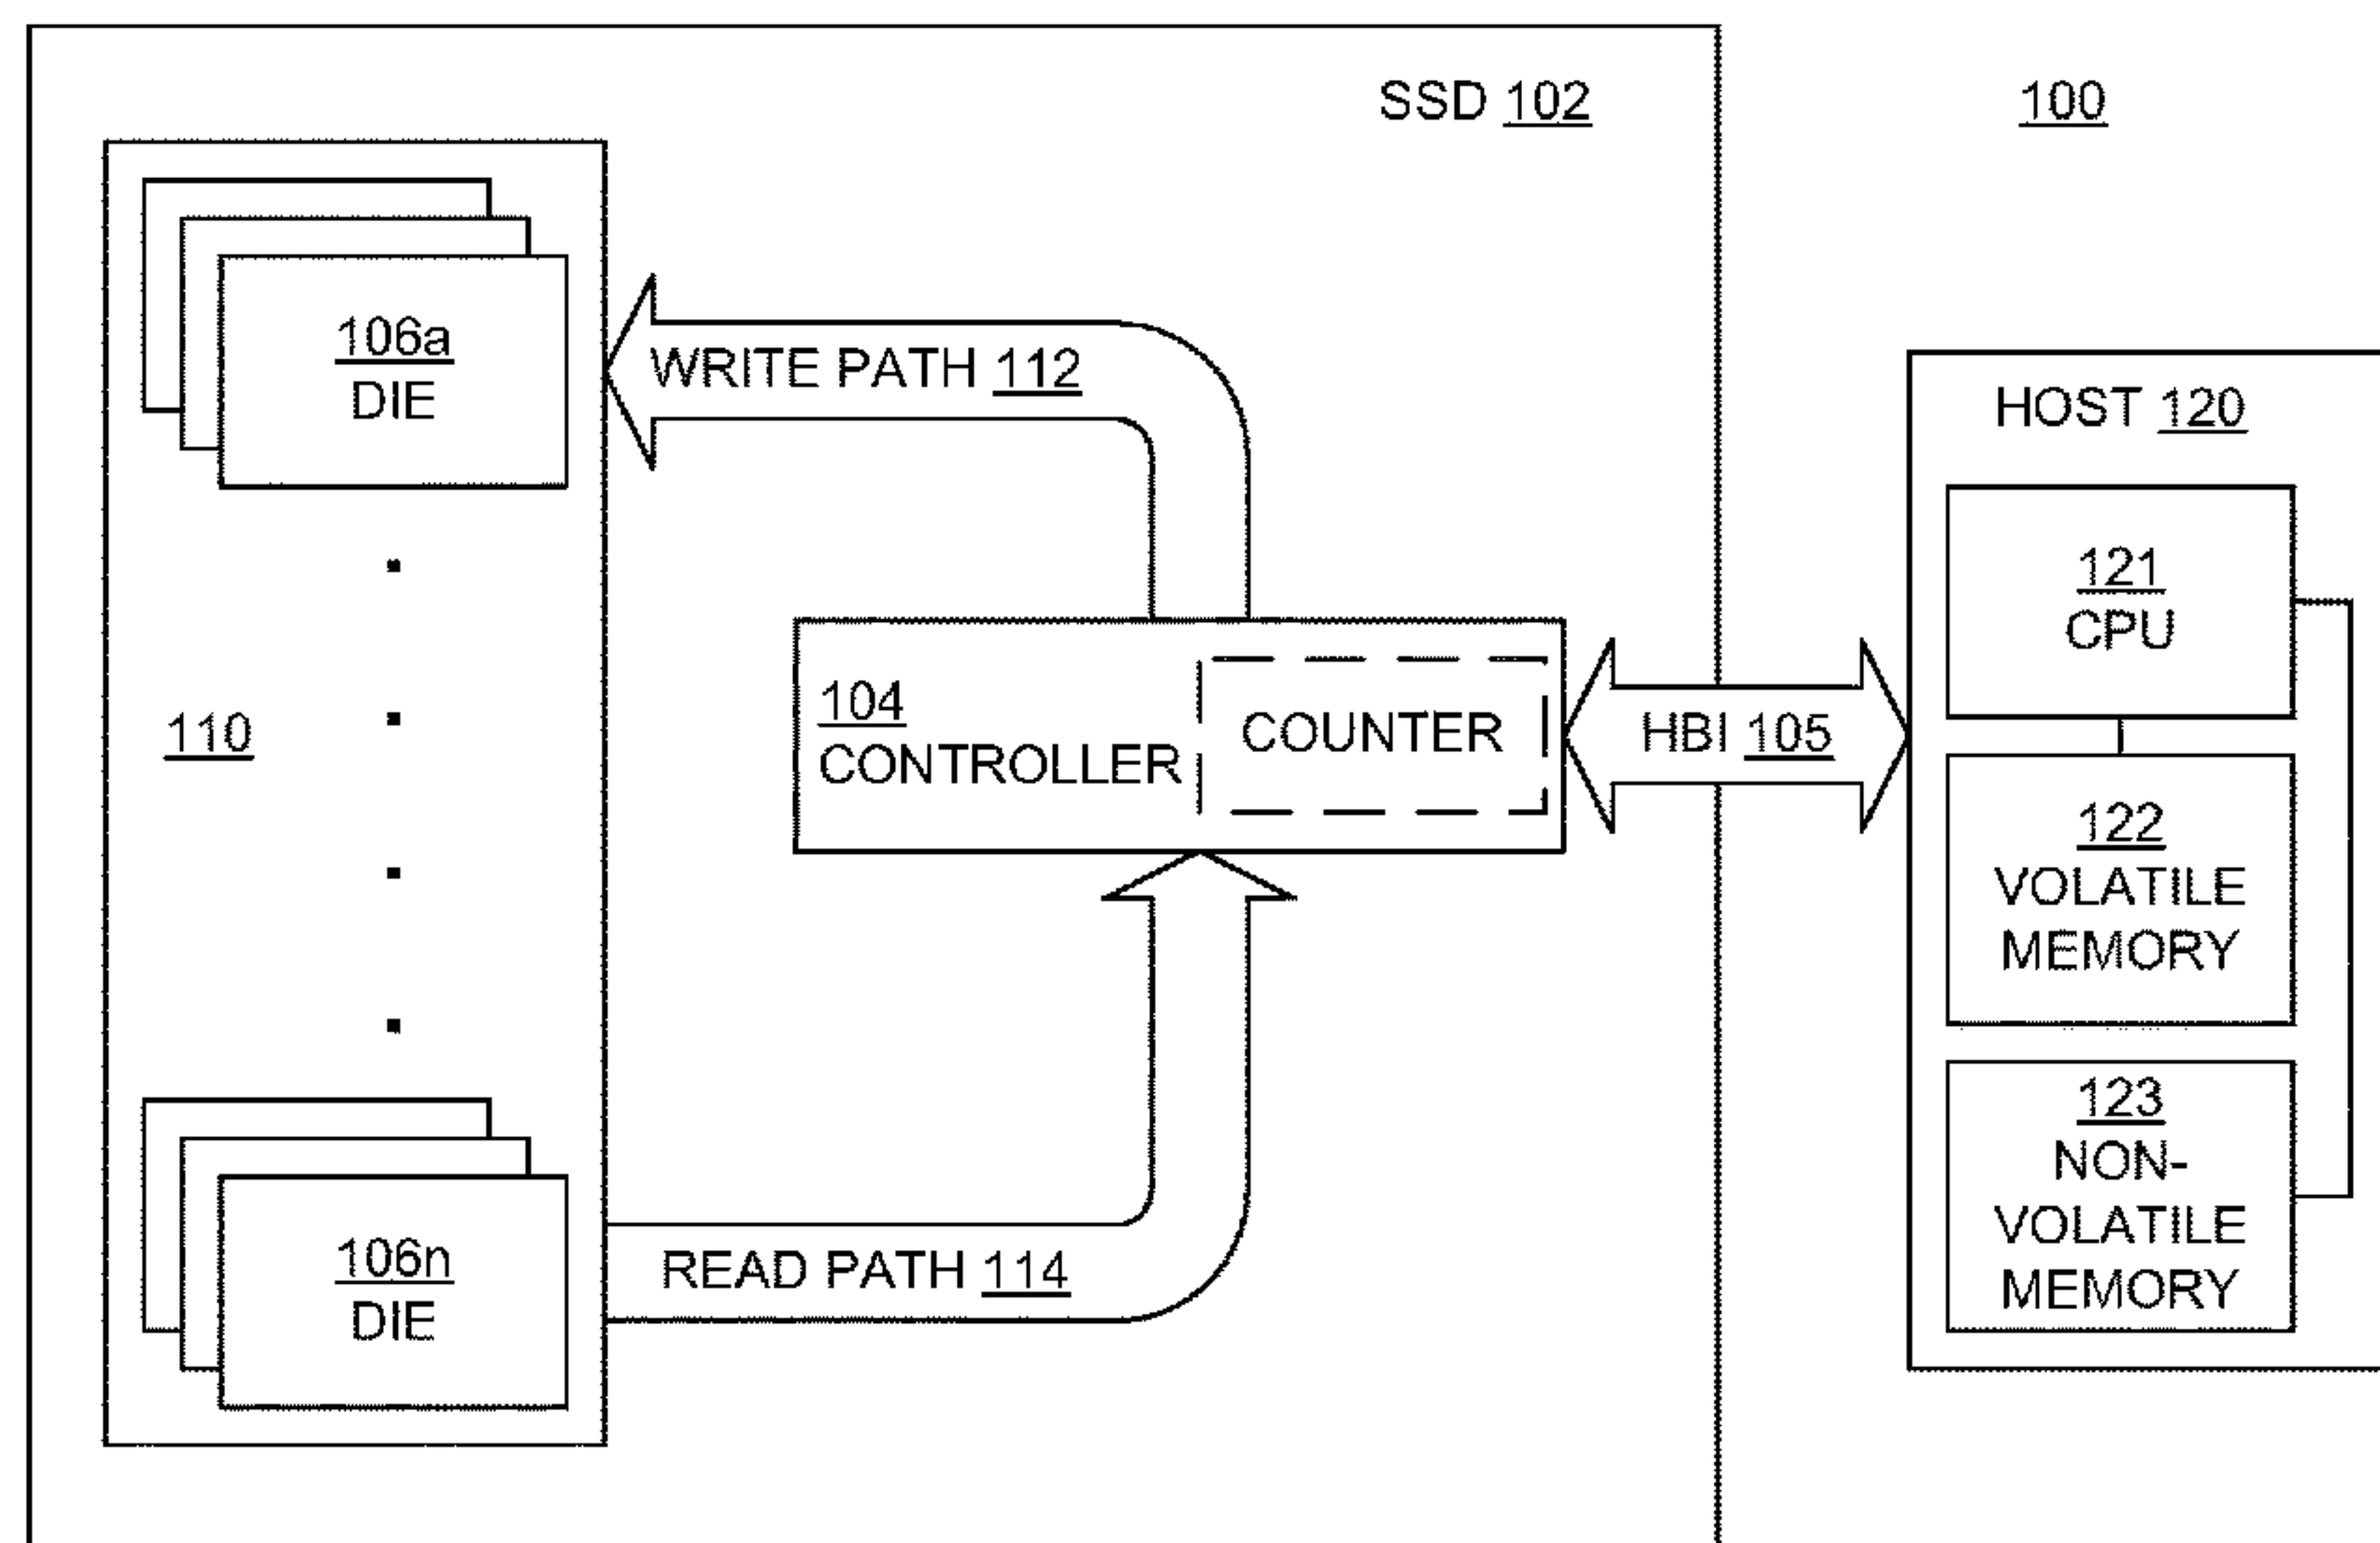 SSD 102
100
106a
DIE
WRITE PATH 112
HOST 120
121
CPU
104
CONTROLLER
COUNTER
HBI 105
110
122
VOLATILE
MEMORY
123
NON-
VOLATILE
MEMORY
106n
DIE
READ PATH 114